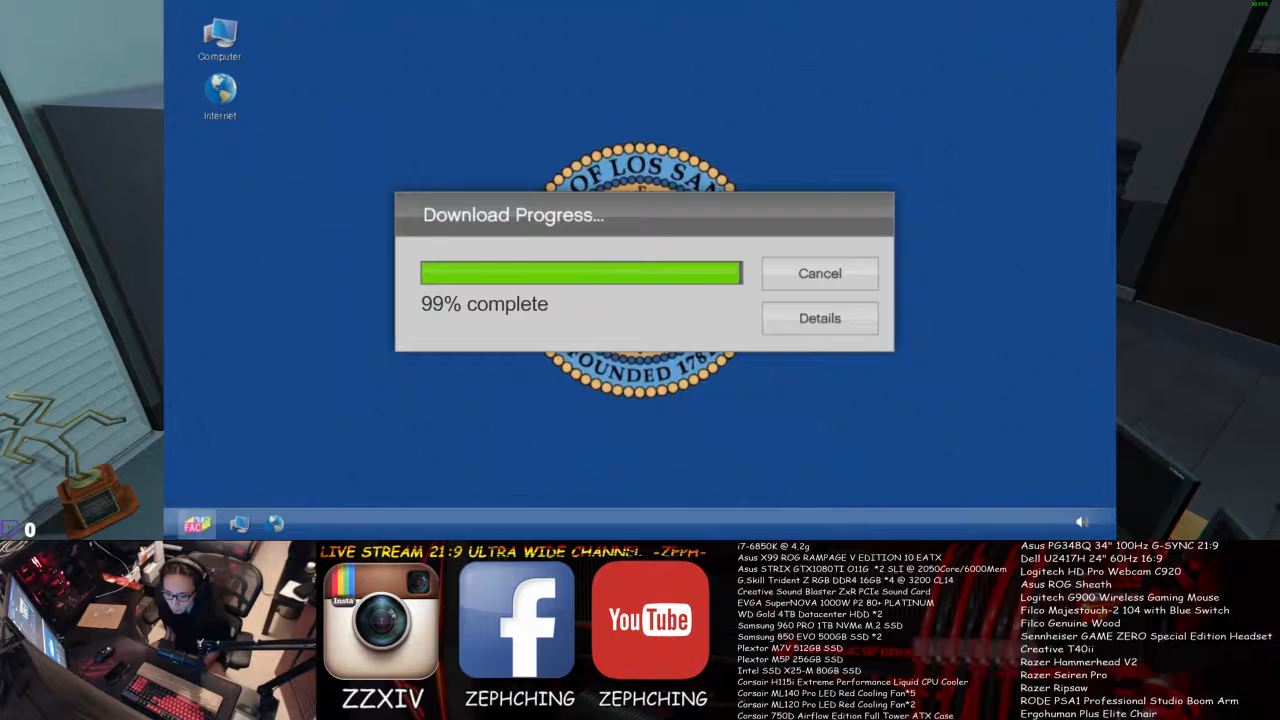 30 FPS
Computer
Internet
OF LOS SAN
Download Progress...
99% complete
Cancel
Details
FOUNDED 178
FAC
0
LIVE STREAM 21:9 ULTRA WIDE CHANNEL -ZEPH-
Insta
You Tube
ZZXIV
ZEPHCHING
ZEPHCHING
i7-6850K @ 4.2g
Asus X99 ROG RAMPAGE V EDITION 10 EATX
Asus STRIX GTX1080TI O11G *2 SLI @ 2050Core/6000Mem
G.Skill Trident Z RGB DDR4 16GB *4 @ 3200 CL14
Creative Sound Blaster ZxR PCIe Sound Card
EVGA SuperNOVA 1000W P2 80+ PLATINUM
WD Gold 4TB Datacenter HDD *2
Samsung 960 PRO 1TB NVMe M.2 SSD
Samsung 850 EVO 500GB SSD *2
Plextor M7V 512GB SSD
Plextor M5P 256GB SSD
Intel SSD X25-M 80GB SSD
Corsair H115i Extreme Performance Liquid CPU Cooler
Corsair ML140 Pro LED Red Cooling Fan*5
Corsair ML120 Pro LED Red Cooling Fan*2
Corsair 750D Airflow Edition Full Tower ATX Case
Asus PG348Q 34" 100Hz G-SYNC 21:9
Dell U2417H 24" 60Hz 16:9
Logitech HD Pro Webcam C920
Asus ROG Sheath
Logitech G900 Wireless Gaming Mouse
Filco Majestouch-2 104 with Blue Switch
Filco Genuine Wood
Sennheiser GAME ZERO Special Edition Headset
Creative T40ii
Razer Hammerhead V2
Razer Seiren Pro
Razer Ripsaw
RODE PSA1 Professional Studio Boom Arm
Ergohuman Plus Elite Chair